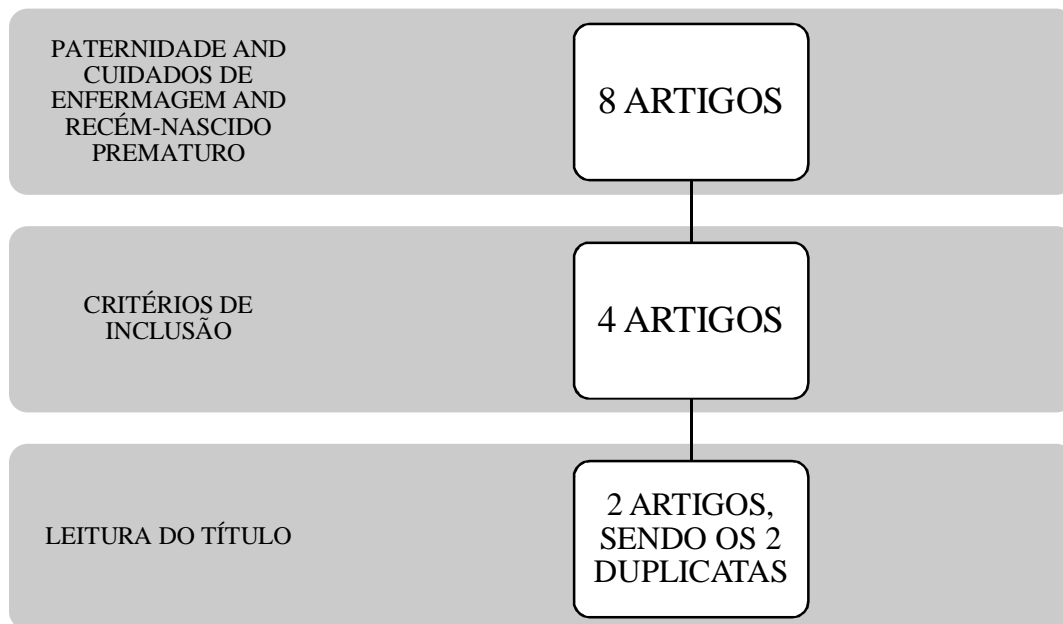 PATERNIDADE AND
CUIDADOS DE
ENFERMAGEM AND
RECÉM-NASCIDO
PREMATURO
8 ARTIGOS
CRITÉRIOS DE
INCLUSÃO
4 ARTIGOS
LEITURA DO TÍTULO
2 ARTIGOS,
SENDO OS 2
DUPLICATAS